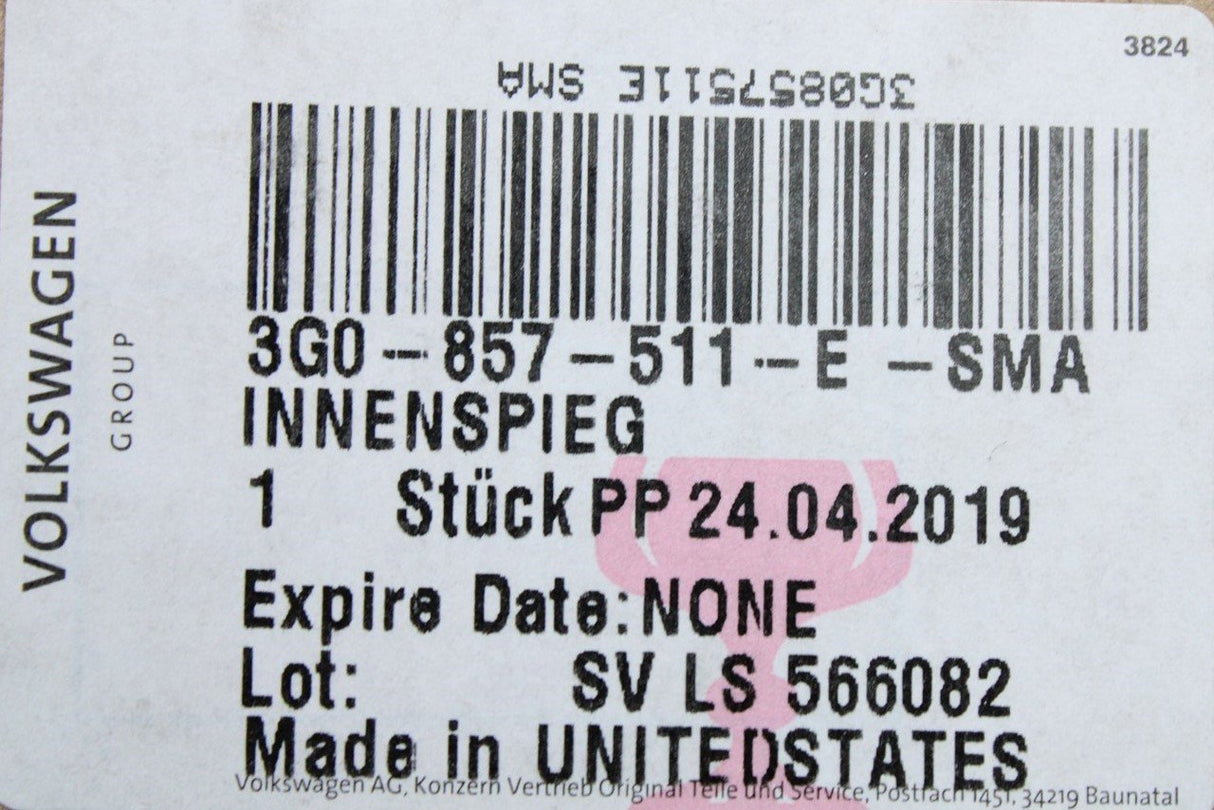 3824
3G0857511E SMA
VOLKSWAGEN
GROUP
3G0-857-511-E -SMA
INNENSPIEG
1 Stück PP 24.04.2019
Expire Date:NONE
Lot: SV LS 566082
Made in UNITEDSTATES
Volkswagen AG, Konzern Vertrieb Original Teile und Service, Postfach 1451, 34219 Baunatal